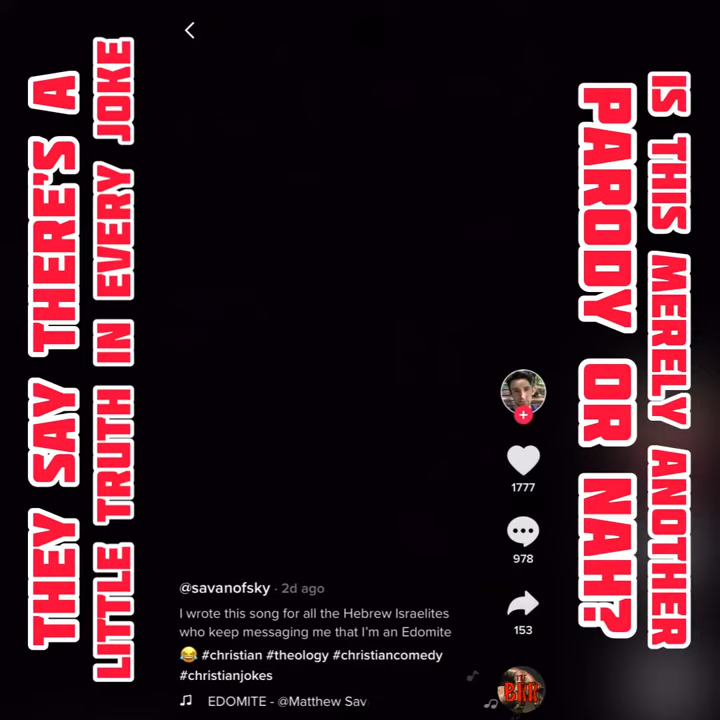 THEY SAY THERE'S A
LITTLE TRUTH IN EVERY JOKE
IS THIS MERELY ANOTHER
PARODY OR NAH?
1777
978
153
@savanofsky · 2d ago
I wrote this song for all the Hebrew Israelites
who keep messaging me that I'm an Edomite
😂 #christian #theology #christiancomedy
#christianjokes
EDOMITE - @Matthew Sav